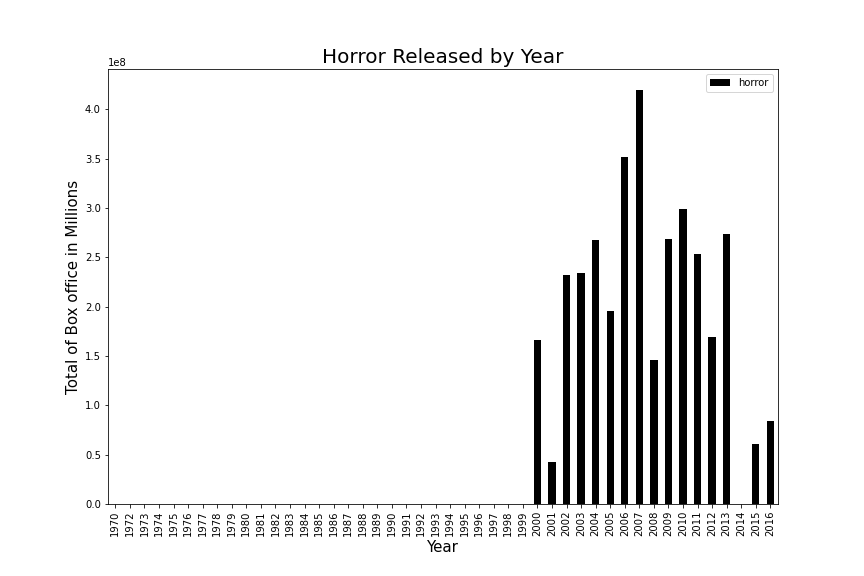 Horror Released by Year
1e8
horror
4.0
3.5
3.0
2.5
2.0
1.5
1.0
0.5
0.0
Total of Box office in Millions
1970 1972 1973 1974 1975 1976 1977 1978 1979 1980 1981 1982 1983 1984 1985 1986 1987 1988 1989 1990 1991 1992 1993 1994 1995 1996 1997 1998 1999 2000 2001 2002 2003 2004 2005 2006 2007 2008 2009 2010 2011 2012 2013 2014 2015 2016
Year